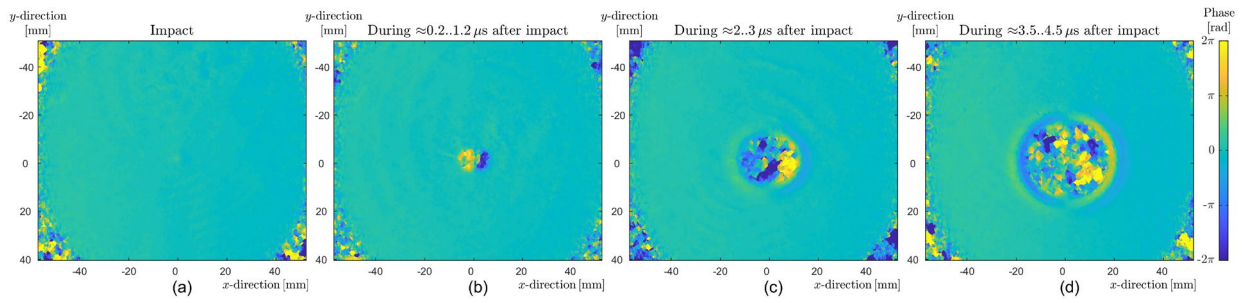 y-direction
[mm]
Impact
-40
-20
0
20
40
-40
-20
0
20
40
x-direction [mm]
(a)
y-direction
[mm]
During ≈0.2..1.2 μs after impact
-40
-20
0
20
40
-40
-20
0
20
40
x-direction [mm]
(b)
y-direction
[mm]
During ≈2..3 μs after impact
-40
-20
0
20
40
-40
-20
0
20
40
x-direction [mm]
(c)
y-direction
[mm]
During ≈3.5..4.5 μs after impact
-40
-20
0
20
40
-40
-20
0
20
40
x-direction [mm]
(d)
Phase
[rad]
2π
π
0
-π
-2π